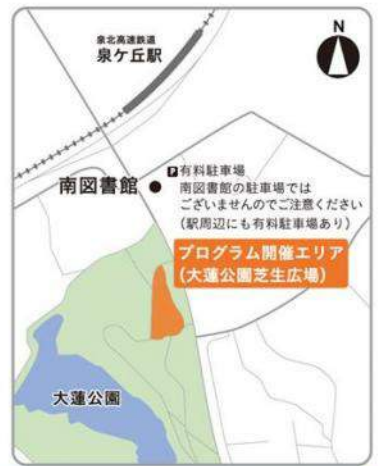 泉北高速鉄道
泉ケ丘駅
N
P有料駐車場
南図書館の駐車場では
ございませんのでご注意ください
(駅周辺にも有料駐車場あり)
南図書館
プログラム開催エリア
(大蓮公園芝生広場)
大蓮公園